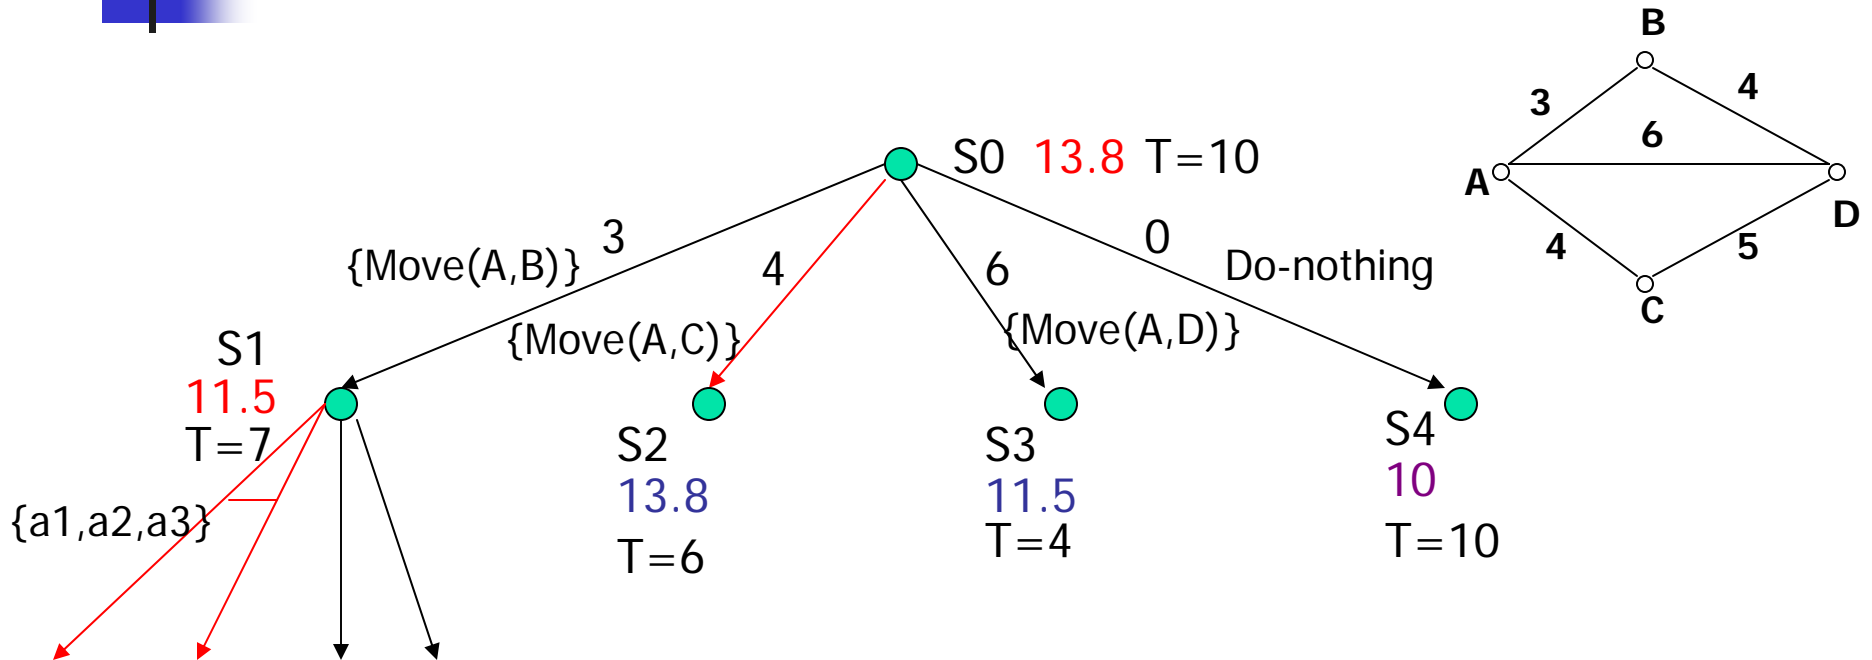 B
3
4
6
A
D
4
5
C
S0 13.8 T=10
3
{Move(A,B)}
4
{Move(A,C)}
6
{Move(A,D)}
0
Do-nothing
S1
11.5
T=7
{a1,a2,a3}
S2
13.8
T=6
S3
11.5
T=4
S4
10
T=10